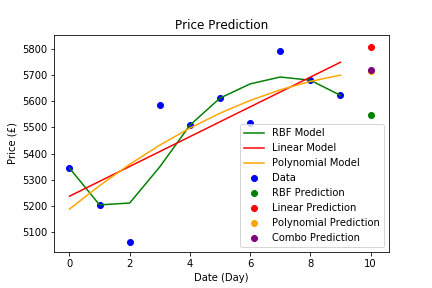 Price Prediction
Price (£)
5800
5700
5600
5500
5400
5300
5200
5100
0
2
4
6
8
10
Date (Day)
RBF Model
Linear Model
Polynomial Model
Data
RBF Prediction
Linear Prediction
Polynomial Prediction
Combo Prediction